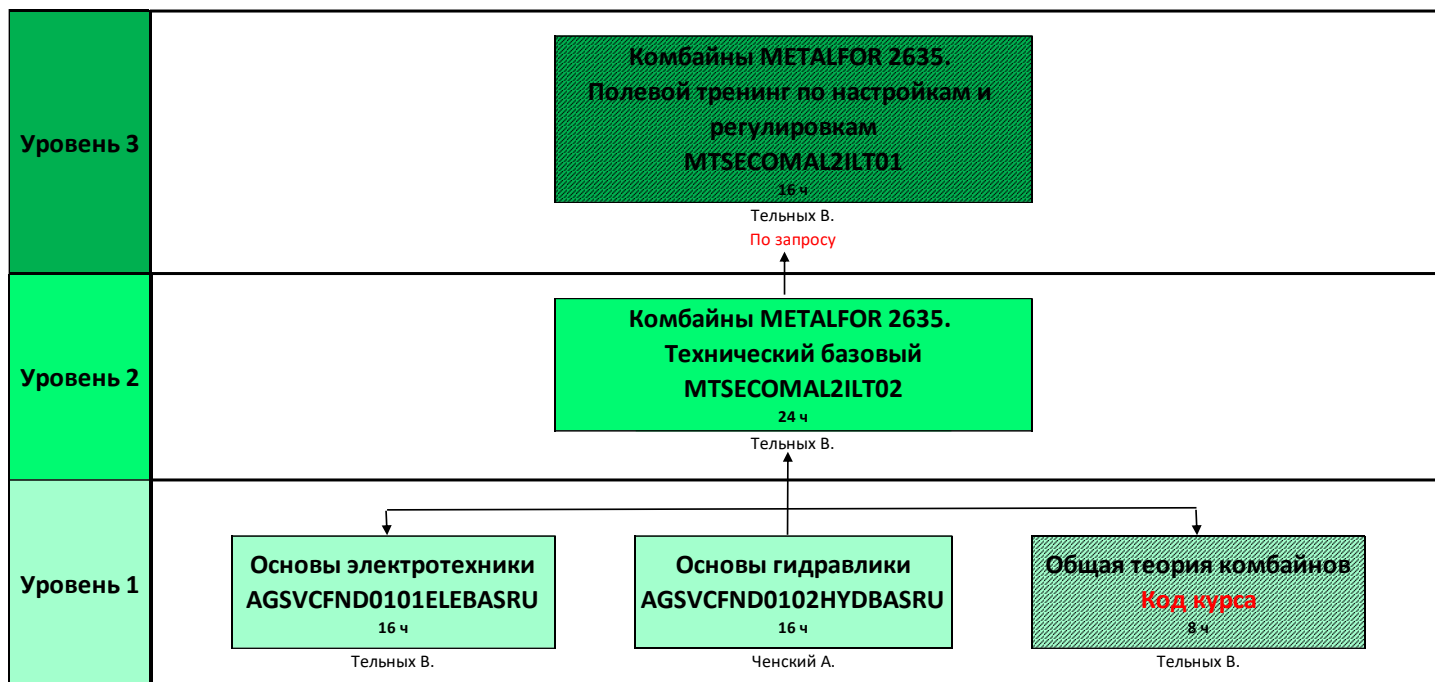 Уровень 3
Комбайны METALFOR 2635.
Полевой тренинг по настройкам и
регулировкам
MTSECOMAL2ILT01
16 ч
Тельных В.
По запросу
Уровень 2
Комбайны METALFOR 2635.
Технический базовый
MTSECOMAL2ILT02
24 ч
Тельных В.
Уровень 1
Основы электротехники
AGSVCFND0101ELEBASRU
16 ч
Тельных В.
Основы гидравлики
AGSVCFND0102HYDBASRU
16 ч
Ченский А.
Общая теория комбайнов
Код курса
8 ч
Тельных В.